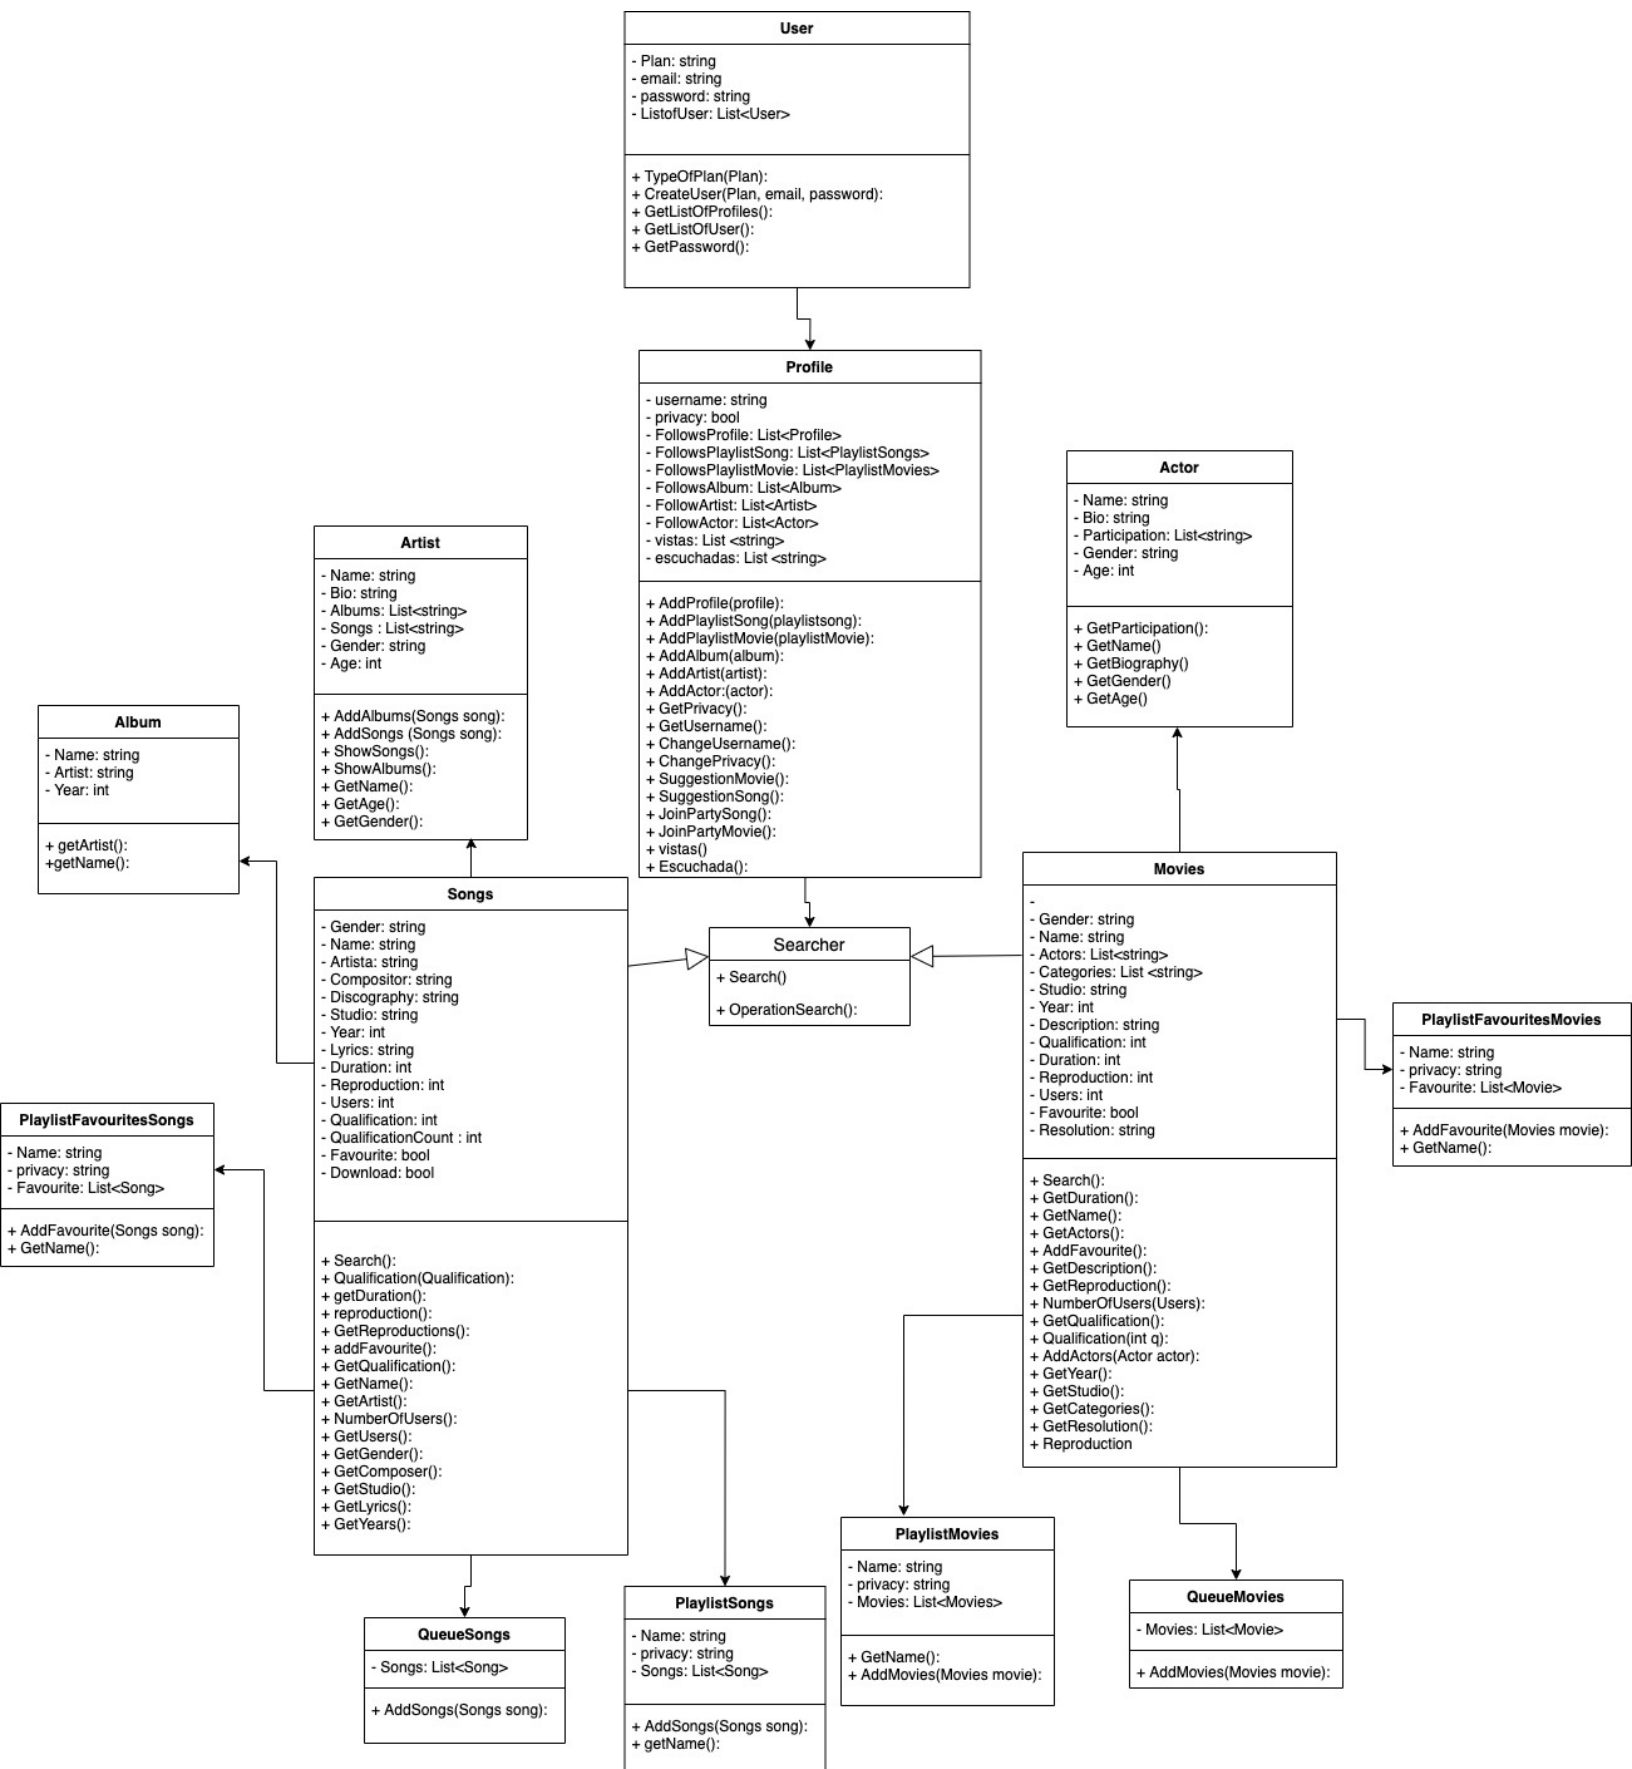 User
- Plan: string
- email: string
- password: string
- ListofUser: List<User>
+ TypeOfPlan(Plan):
+ CreateUser(Plan, email, password):
+ GetListOfProfiles():
+ GetListOfUser():
+ GetPassword():
Profile
- username: string
- privacy: bool
- FollowsProfile: List<Profile>
- FollowsPlaylistSong: List<PlaylistSongs>
- FollowsPlaylistMovie: List<PlaylistMovies>
- FollowsAlbum: List<Album>
- FollowArtist: List<Artist>
- FollowActor: List<Actor>
- vistas: List <string>
- escuchadas: List <string>
+ AddProfile(profile):
+ AddPlaylistSong(playlistsong):
+ AddPlaylistMovie(playlistMovie):
+ AddAlbum(album):
+ AddArtist(artist):
+ AddActor:(actor):
+ GetPrivacy():
+ GetUsername():
+ ChangeUsername():
+ ChangePrivacy():
+ SuggestionMovie():
+ SuggestionSong():
+ JoinPartySong():
+ JoinPartyMovie():
+ vistas()
+ Escuchada():
Actor
- Name: string
- Bio: string
- Participation: List<string>
- Gender: string
- Age: int
+ GetParticipation():
+ GetName()
+ GetBiography()
+ GetGender()
+ GetAge()
Artist
- Name: string
- Bio: string
- Albums: List<string>
- Songs : List<string>
- Gender: string
- Age: int
+ AddAlbums(Songs song):
+ AddSongs (Songs song):
+ ShowSongs():
+ ShowAlbums():
+ GetName():
+ GetAge():
+ GetGender():
Album
- Name: string
- Artist: string
- Year: int
+ getArtist():
+getName():
Songs
- Gender: string
- Name: string
- Artista: string
- Compositor: string
- Discography: string
- Studio: string
- Year: int
- Lyrics: string
- Duration: int
- Reproduction: int
- Users: int
- Qualification: int
- QualificationCount : int
- Favourite: bool
- Download: bool
+ Search():
+ Qualification(Qualification):
+ getDuration():
+ reproduction():
+ GetReproductions():
+ addFavourite():
+ GetQualification():
+ GetName():
+ GetArtist():
+ NumberOfUsers():
+ GetUsers():
+ GetGender():
+ GetComposer():
+ GetStudio():
+ GetLyrics():
+ GetYears():
Searcher
+ Search()
+ OperationSearch():
Movies
-
- Gender: string
- Name: string
- Actors: List<string>
- Categories: List <string>
- Studio: string
- Year: int
- Description: string
- Qualification: int
- Duration: int
- Reproduction: int
- Users: int
- Favourite: bool
- Resolution: string
+ Search():
+ GetDuration():
+ GetName():
+ GetActors():
+ AddFavourite():
+ GetDescription():
+ GetReproduction():
+ NumberOfUsers(Users):
+ GetQualification():
+ Qualification(int q):
+ AddActors(Actor actor):
+ GetYear():
+ GetStudio():
+ GetCategories():
+ GetResolution():
+ Reproduction
PlaylistFavouritesMovies
- Name: string
- privacy: string
- Favourite: List<Movie>
+ AddFavourite(Movies movie):
+ GetName():
PlaylistFavouritesSongs
- Name: string
- privacy: string
- Favourite: List<Song>
+ AddFavourite(Songs song):
+ GetName():
QueueSongs
- Songs: List<Song>
+ AddSongs(Songs song):
PlaylistSongs
- Name: string
- privacy: string
- Songs: List<Song>
+ AddSongs(Songs song):
+ getName():
PlaylistMovies
- Name: string
- privacy: string
- Movies: List<Movies>
+ GetName():
+ AddMovies(Movies movie):
QueueMovies
- Movies: List<Movie>
+ AddMovies(Movies movie):